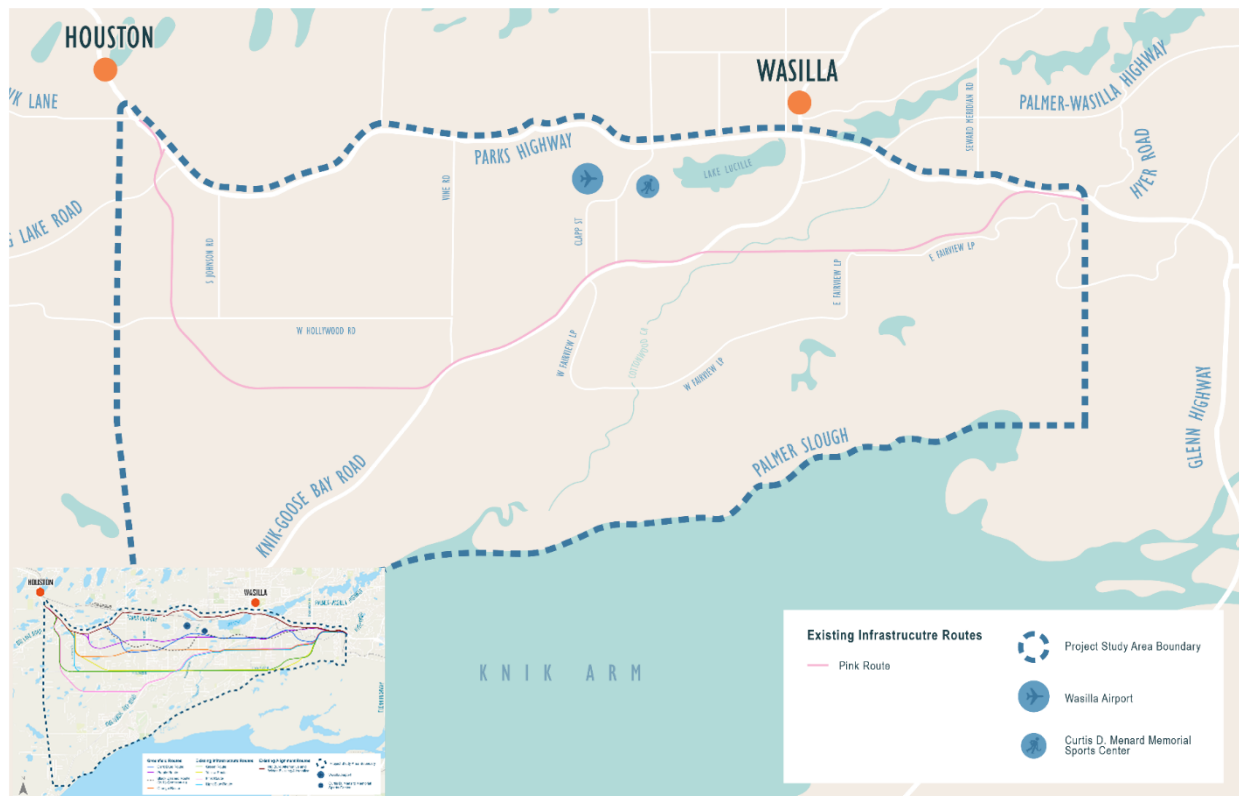 HOUSTON
WASILLA
PALMER-WASILLA HIGHWAY
SEWARD MERIDIAN RD
HYER ROAD
LANE
PARKS HIGHWAY
LAKE LUCILLE
VINE RD
CLAPP ST
LAKE ROAD
S JOHNSON RD
E FAIRVIEW LP
E FAIRVIEW LP
W HOLLYWOOD RD
W FAIRVIEW LP
COTTONWOOD CR
W FAIRVIEW LP
GLENN HIGHWAY
PALMER SLOUGH
KNIK-GOOSE BAY ROAD
KNIK ARM
HOUSTON
WASILLA
Existing Infrastrucutre Routes
Pink Route
Project Study Area Boundary
Wasilla Airport
Curtis D. Menard Memorial
Sports Center